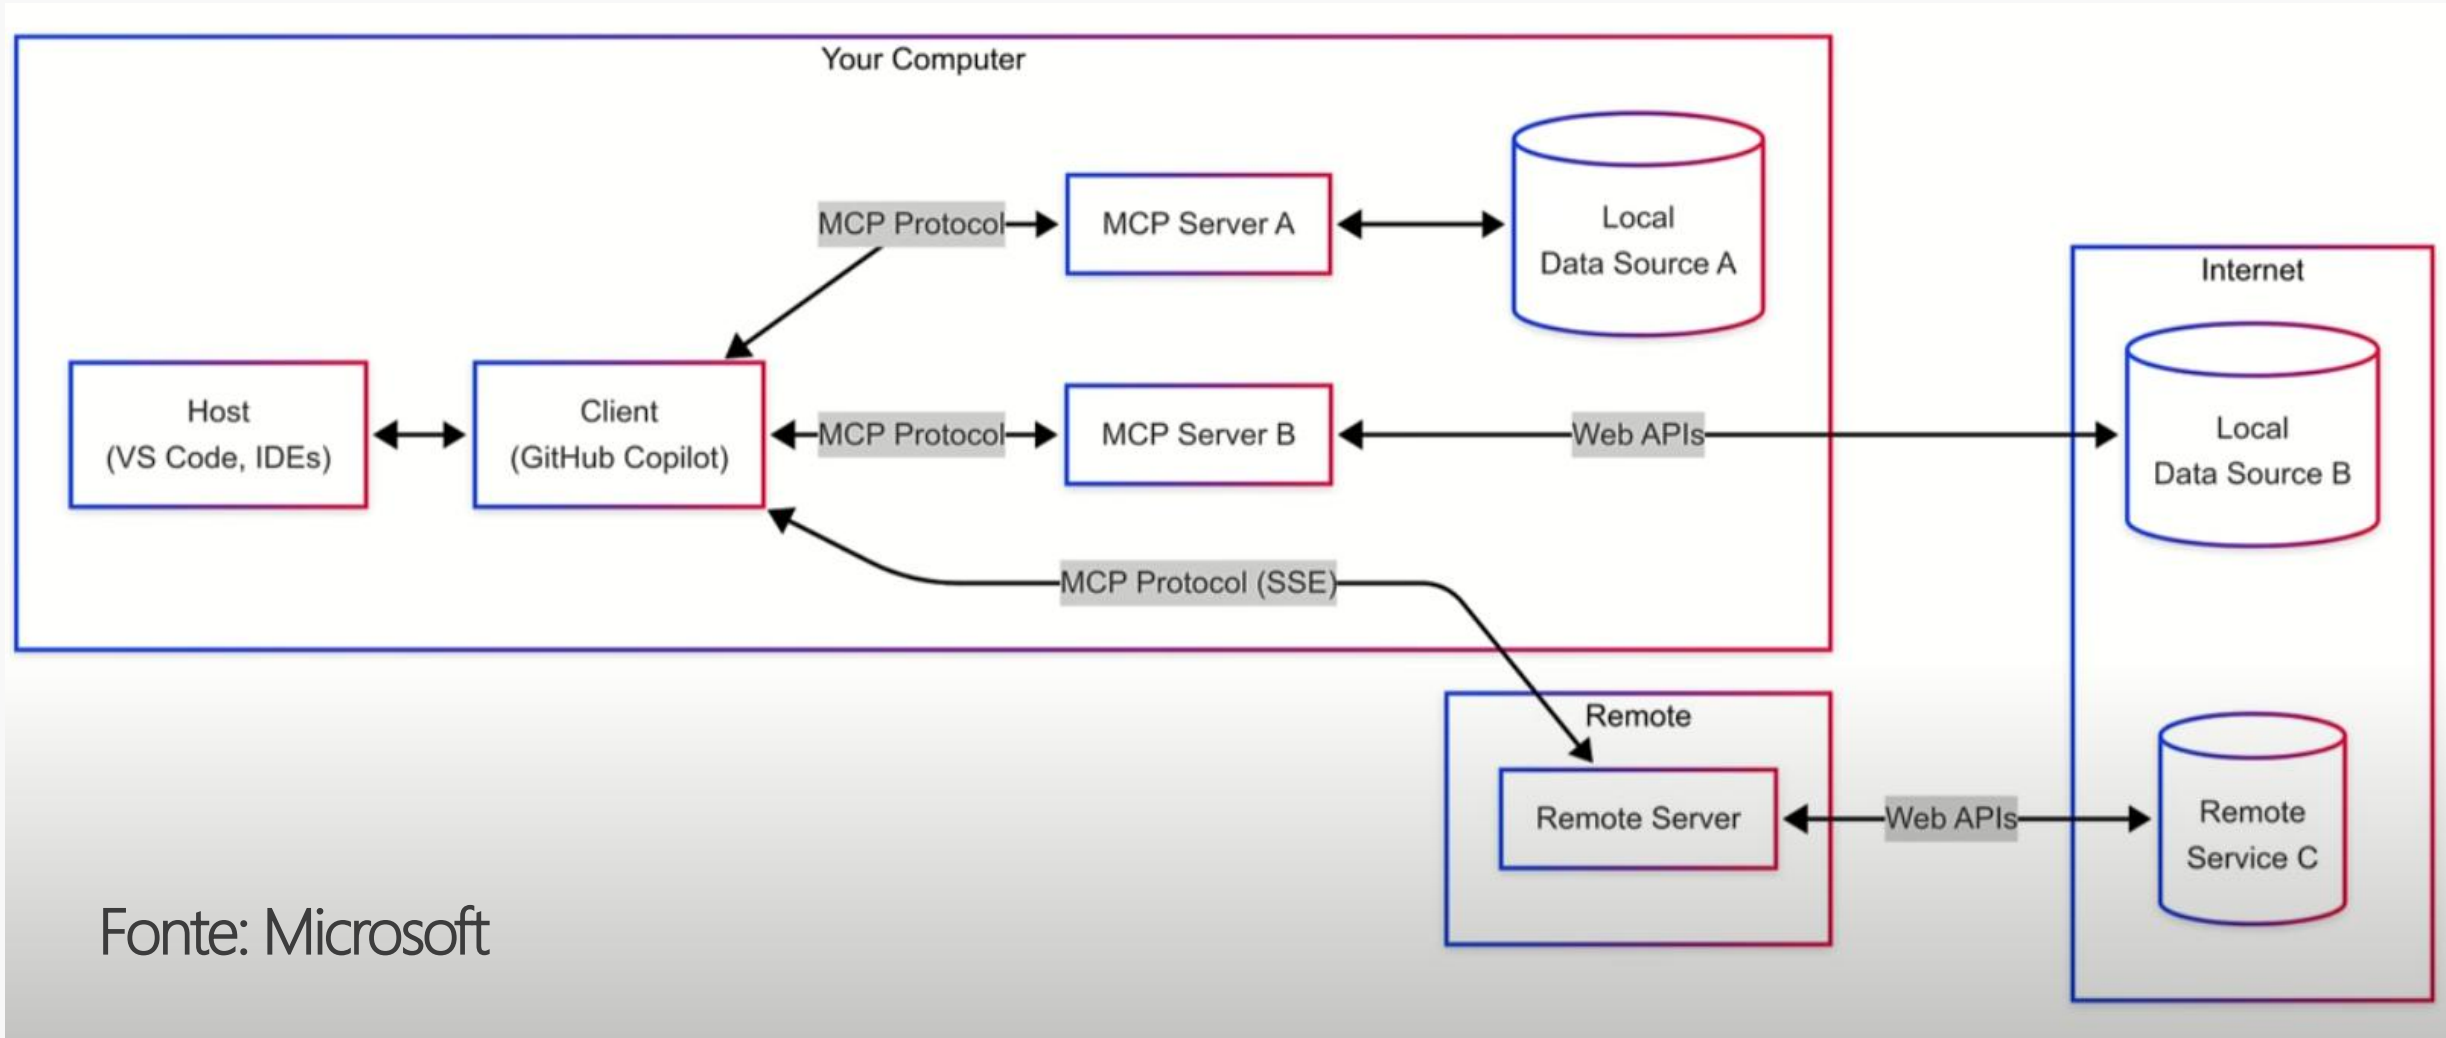 Your Computer
MCP Protocol
MCP Server A
Local
Data Source A
Internet
Host
(VS Code, IDEs)
Client
(GitHub Copilot)
MCP Protocol
MCP Server B
Web APIs
Local
Data Source B
MCP Protocol (SSE)
Remote
Remote Server
Web APIs
Remote
Service C
Fonte: Microsoft